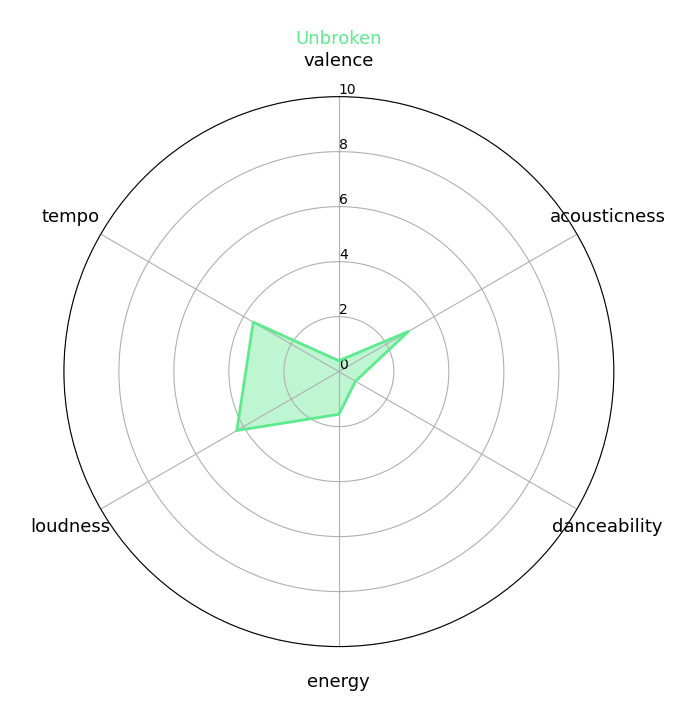 Unbroken
valence
10
8
6
4
2
0
tempo
acousticness
loudness
danceability
energy